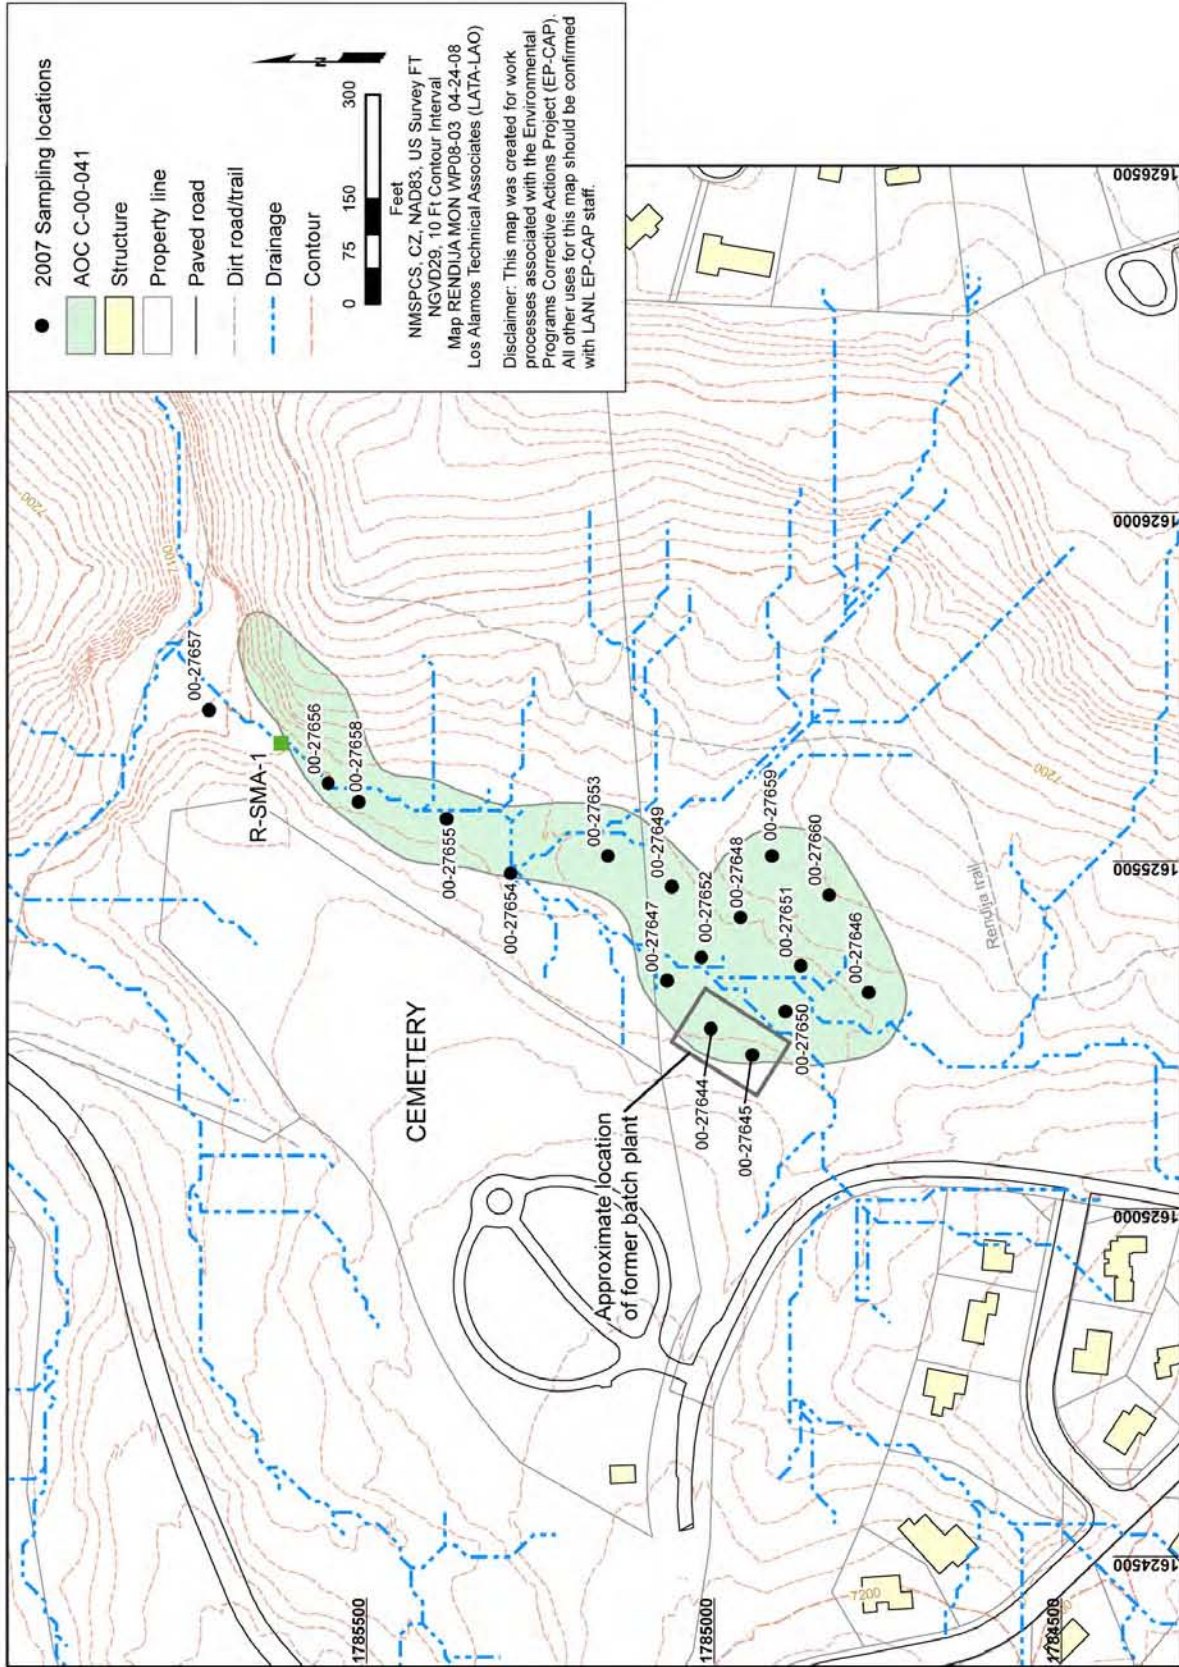 2007 Sampling locations
AOC C-00-041
Structure
Property line
Paved road
Dirt road/trail
Drainage
Contour
0 75 150 300
Feet
N
NMSPCS, CZ, NAD83, US Survey FT
NGVD29, 10 Ft Contour Interval
Map RENDIJA MON WP08-03 04-24-08
Los Alamos Technical Associates (LATA-LAO)
Disclaimer: This map was created for work
processes associated with the Environmental
Programs Corrective Actions Project (EP-CAP).
All other uses for this map should be confirmed
with LANL EP-CAP staff.
7200
7100
00-27657
R-SMA-1
00-27656
00-27658
00-27655
00-27654
00-27653
00-27649
00-27647
00-27652
00-27648
00-27659
00-27651
00-27660
00-27646
00-27650
00-27644
00-27645
CEMETERY
Approximate location
of former batch plant
Rendija trail
7200
7200
1785500
1785000
1784500
1624500
1625000
1625500
1626000
1626500